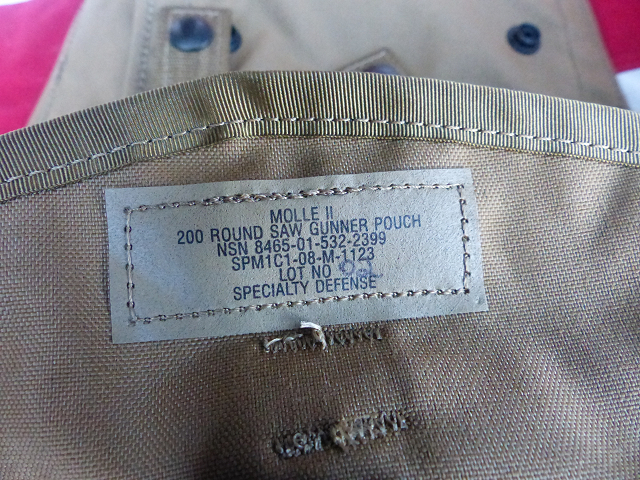 MOLLE II
200 ROUND SAW GUNNER POUCH
NSN 8465-01-532-2399
SPM1C1-08-M-1123
LOT NO 92
SPECIALTY DEFENSE